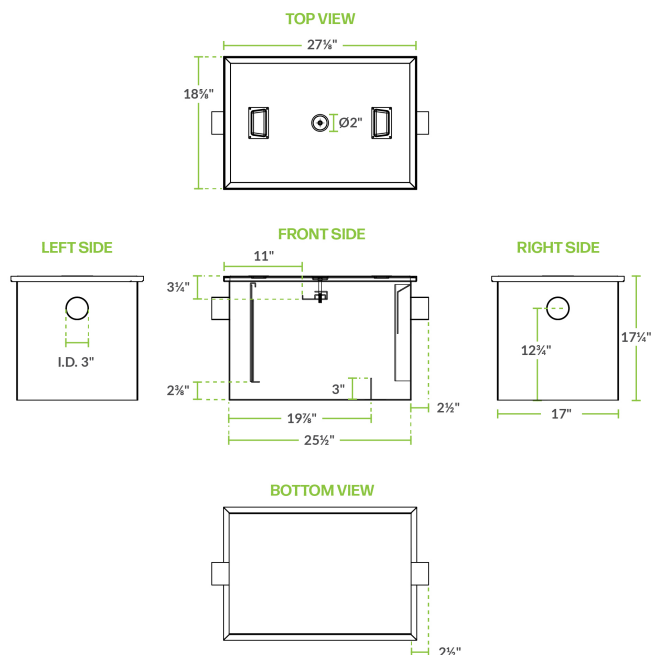 TOP VIEW
27⅛"
18⅝"
Ø2"
LEFT SIDE
FRONT SIDE
RIGHT SIDE
11"
3¼"
I.D. 3"
12¾"
17¼"
2⅜"
3"
2½"
19⅞"
17"
25½"
BOTTOM VIEW
2½"